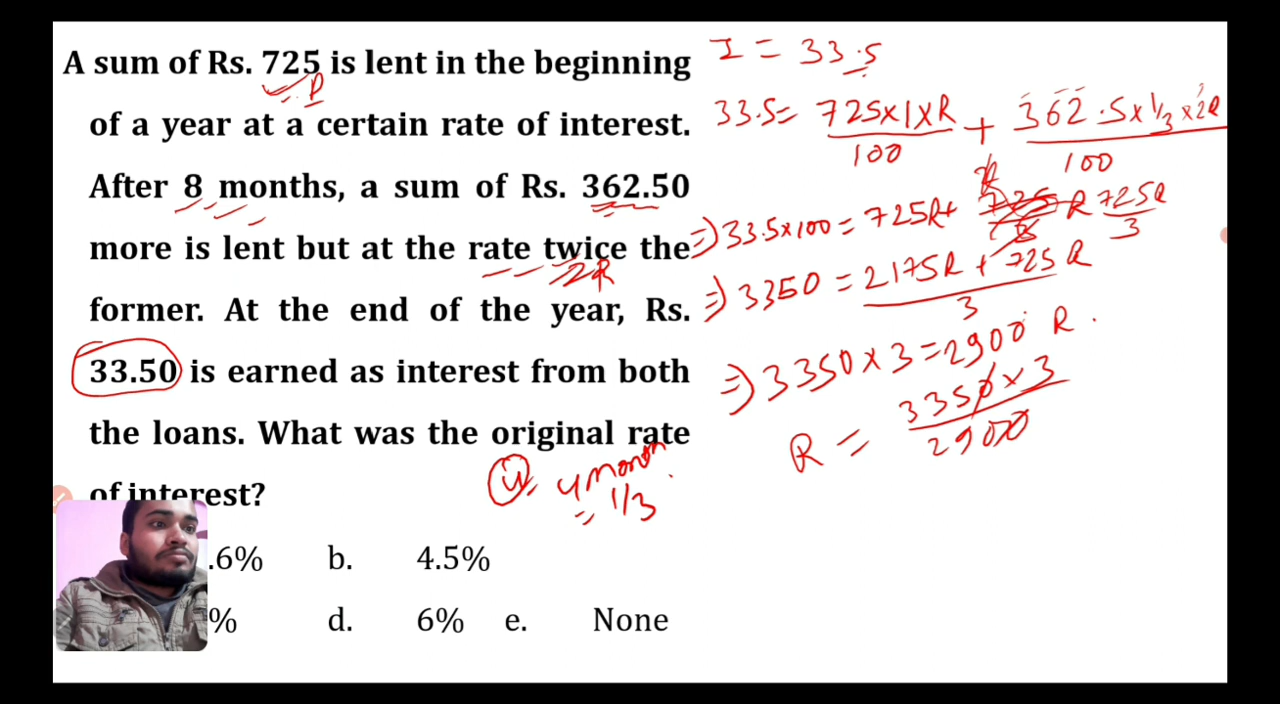 A sum of Rs. 725 is lent in the beginning
P
of a year at a certain rate of interest.
After 8 months, a sum of Rs. 362.50
more is lent but at the rate twice the
2R
former. At the end of the year, Rs.
33.50 is earned as interest from both
the loans. What was the original rate
of interest?
4 month
= 1/3
.6% b. 4.5%
% d. 6% e. None
I = 33.5
33.5 = 725×1×R/100 + 362.5×1/3×2R/100
⇒ 33.5×100 = 725R + 725R/3
⇒ 3350 = 2175R + 725R/3
⇒ 3350×3 = 2900R.
R = 3350×3/2900